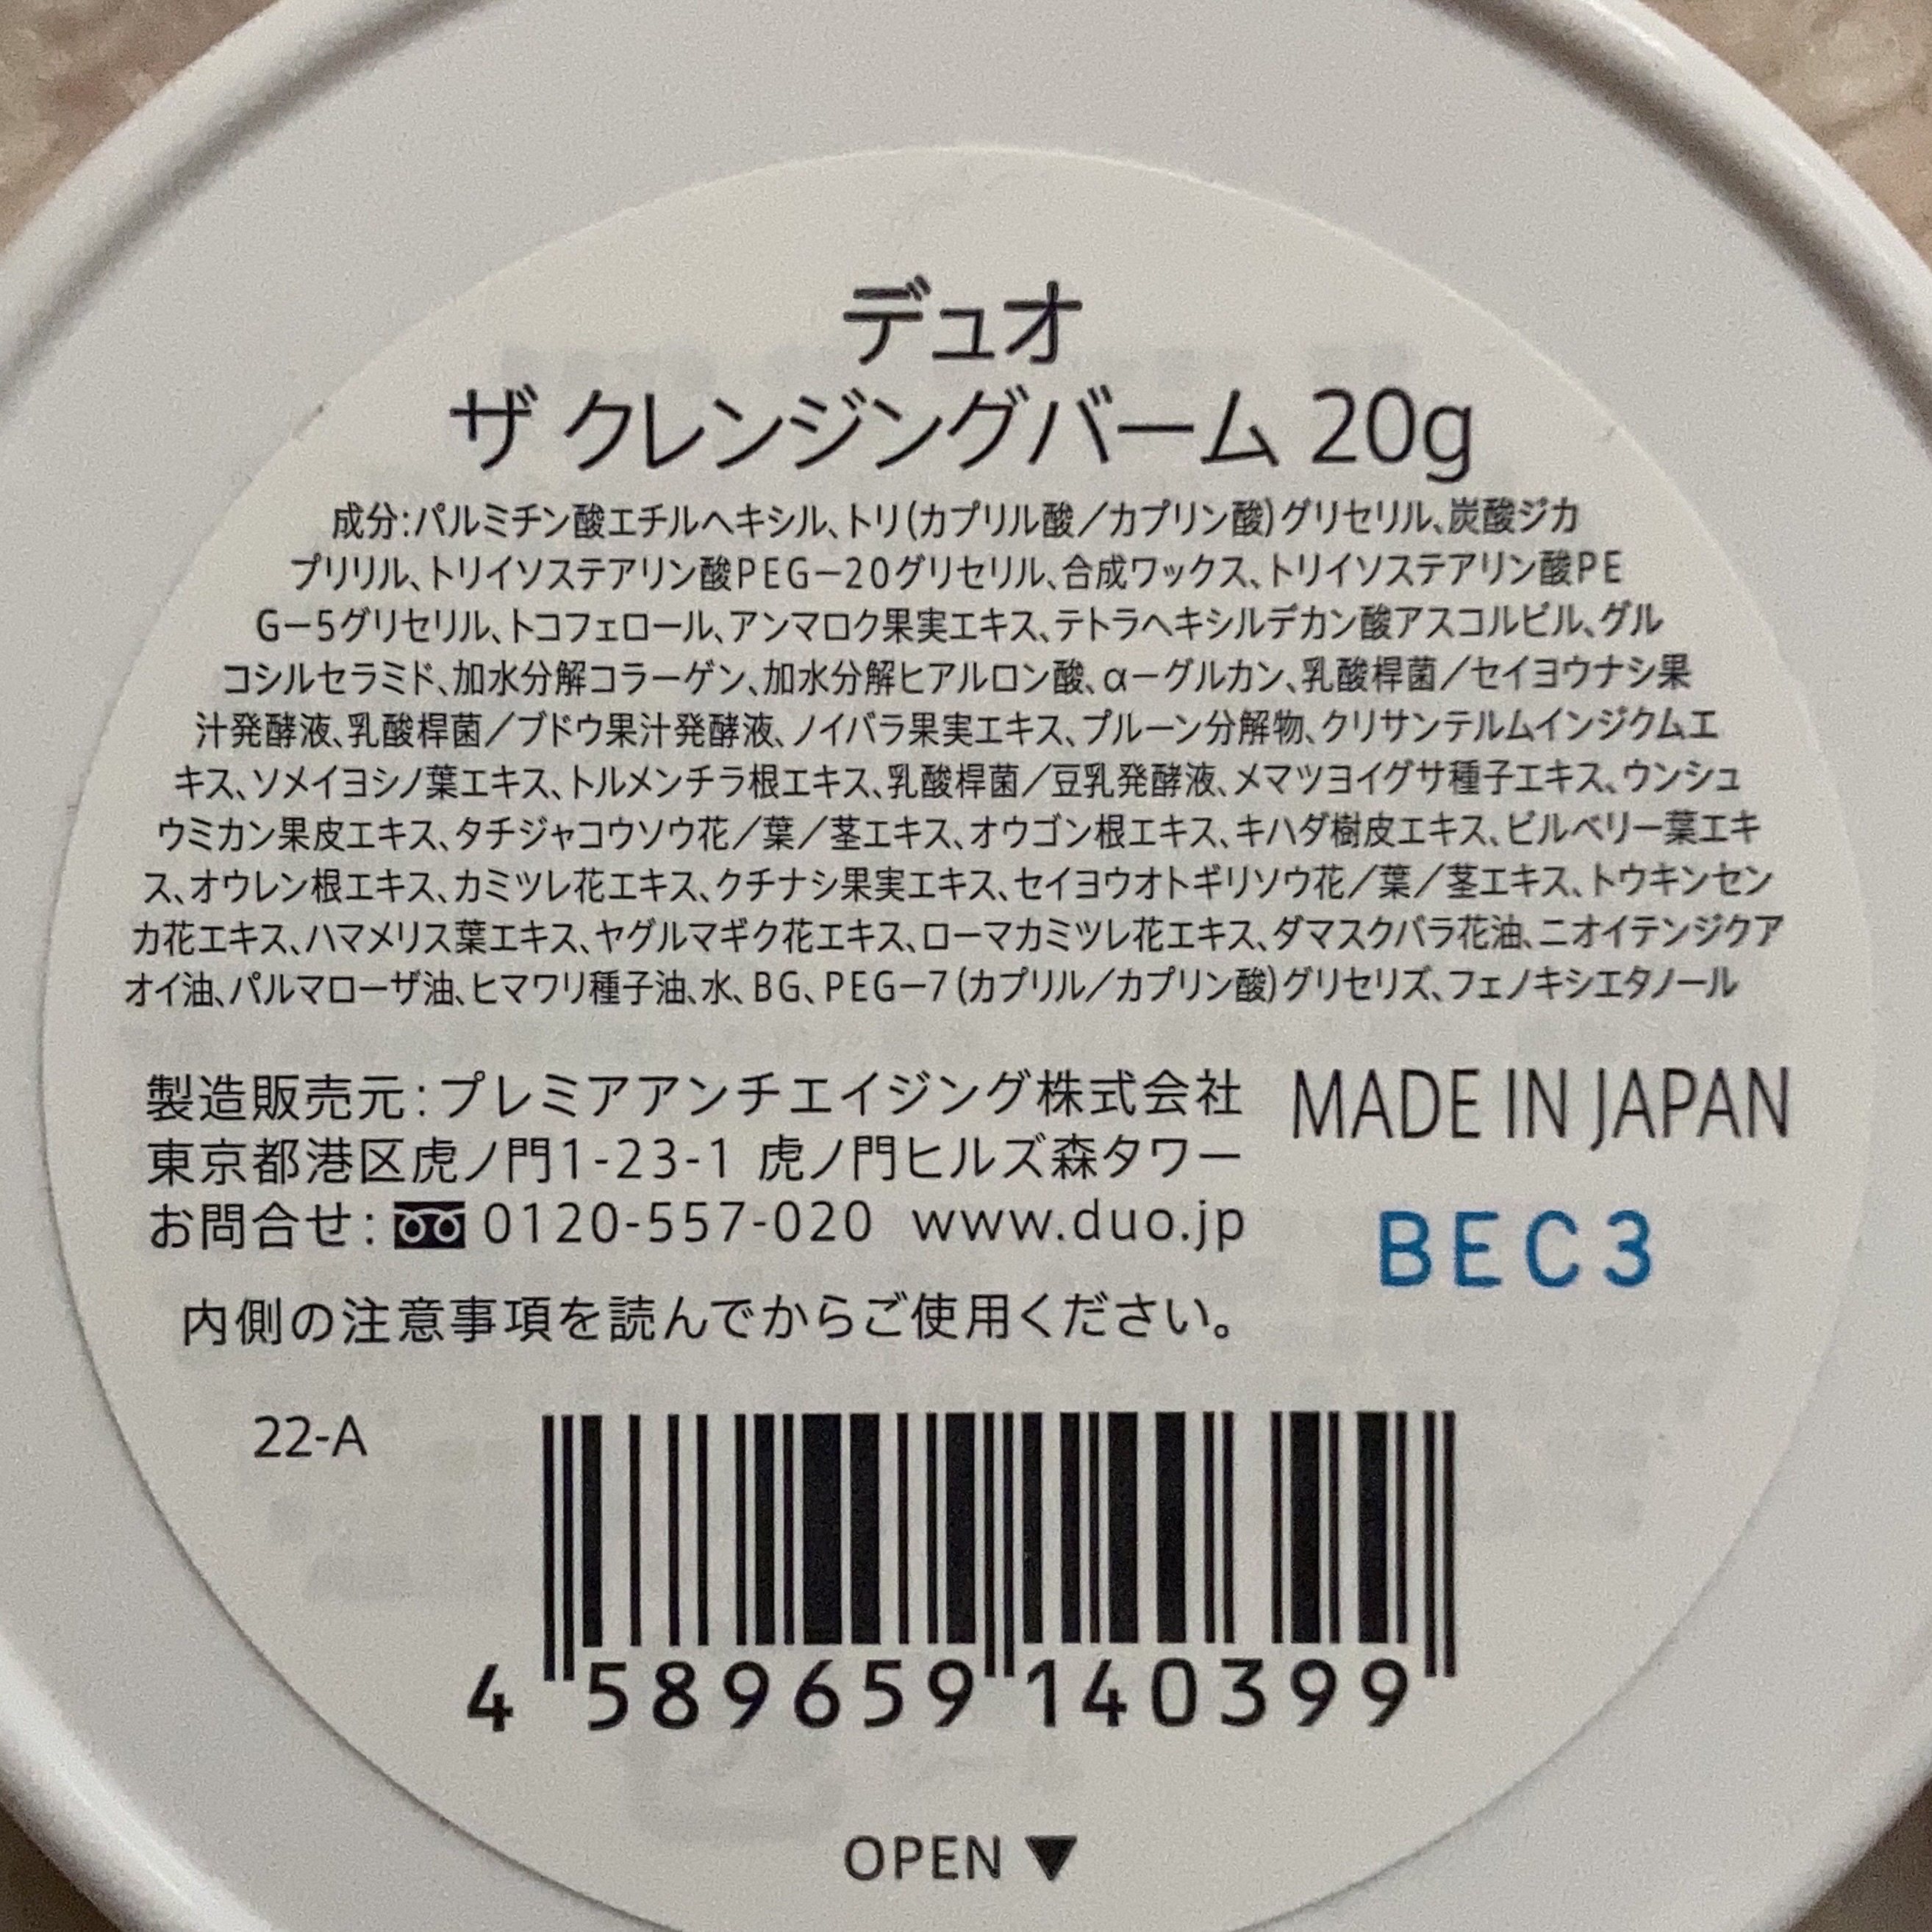 デュオ
ザ クレンジングバーム 20g
成分:パルミチン酸エチルヘキシル、トリ(カプリル酸／カプリン酸)グリセリル、炭酸ジカ
プリリル、トリイソステアリン酸PEG－20グリセリル、合成ワックス、トリイソステアリン酸PE
G－5グリセリル、トコフェロール、アンマロク果実エキス、テトラヘキシルデカン酸アスコルビル、グル
コシルセラミド、加水分解コラーゲン、加水分解ヒアルロン酸、α－グルカン、乳酸桿菌／セイヨウナシ果
汁発酵液、乳酸桿菌／ブドウ果汁発酵液、ノイバラ果実エキス、プルーン分解物、クリサンテルムインジクムエ
キス、ソメイヨシノ葉エキス、トルメンチラ根エキス、乳酸桿菌／豆乳発酵液、メマツヨイグサ種子エキス、ウンシュ
ウミカン果皮エキス、タチジャコウソウ花／葉／茎エキス、オウゴン根エキス、キハダ樹皮エキス、ビルベリー葉エキ
ス、オウレン根エキス、カミツレ花エキス、クチナシ果実エキス、セイヨウオトギリソウ花／葉／茎エキス、トウキンセン
カ花エキス、ハマメリス葉エキス、ヤグルマギク花エキス、ローマカミツレ花エキス、ダマスクバラ花油、ニオイテンジクア
オイ油、パルマローザ油、ヒマワリ種子油、水、BG、PEG－7(カプリル／カプリン酸)グリセリズ、フェノキシエタノール
製造販売元:プレミアアンチエイジング株式会社
東京都港区虎ノ門1-23-1 虎ノ門ヒルズ森タワー
お問合せ: 0120-557-020 www.duo.jp
MADE IN JAPAN
BEC3
内側の注意事項を読んでからご使用ください。
22-A
4 589659 140399
OPEN ▼